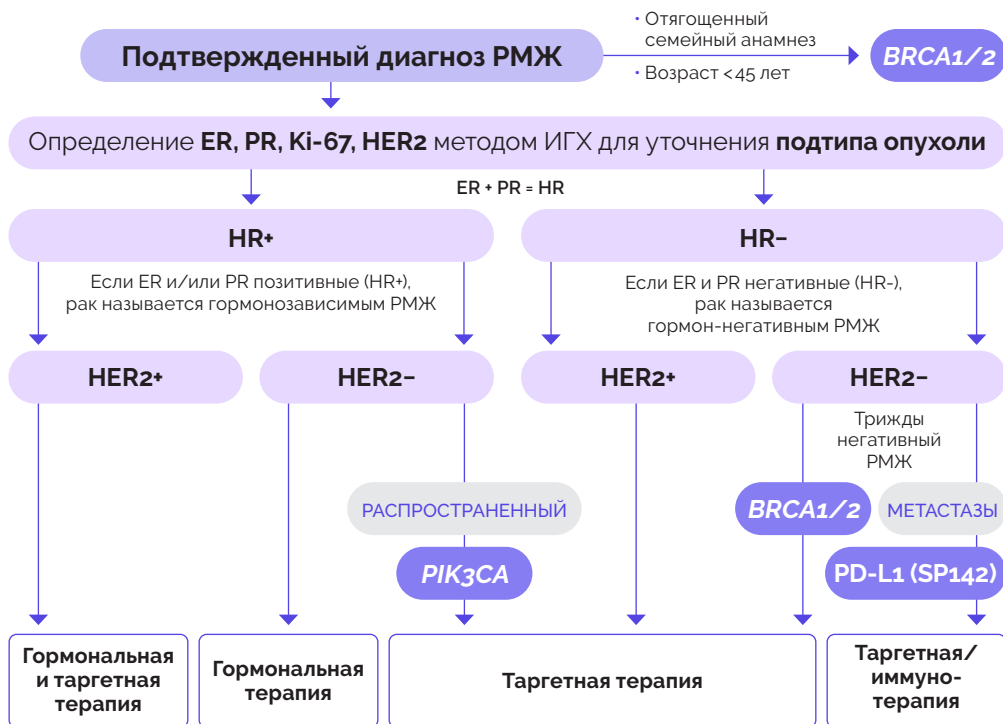 Подтвержденный диагноз РМЖ
• Отягощенный
семейный анамнез
• Возраст <45 лет
BRCA1/2
Определение ER, PR, Ki-67, HER2 методом ИГХ для уточнения подтипа опухоли
ER + PR = HR
HR+
HR–
Если ER и/или PR позитивные (HR+),
рак называется гормонозависимым РМЖ
Если ER и PR негативные (HR-),
рак называется
гормон-негативным РМЖ
HER2+
HER2–
HER2+
HER2–
Трижды
негативный
РМЖ
РАСПРОСТРАНЕННЫЙ
BRCA1/2
МЕТАСТАЗЫ
PIK3CA
PD-L1 (SP142)
Гормональная
и таргетная
терапия
Гормональная
терапия
Таргетная терапия
Таргетная/
иммуно-
терапия